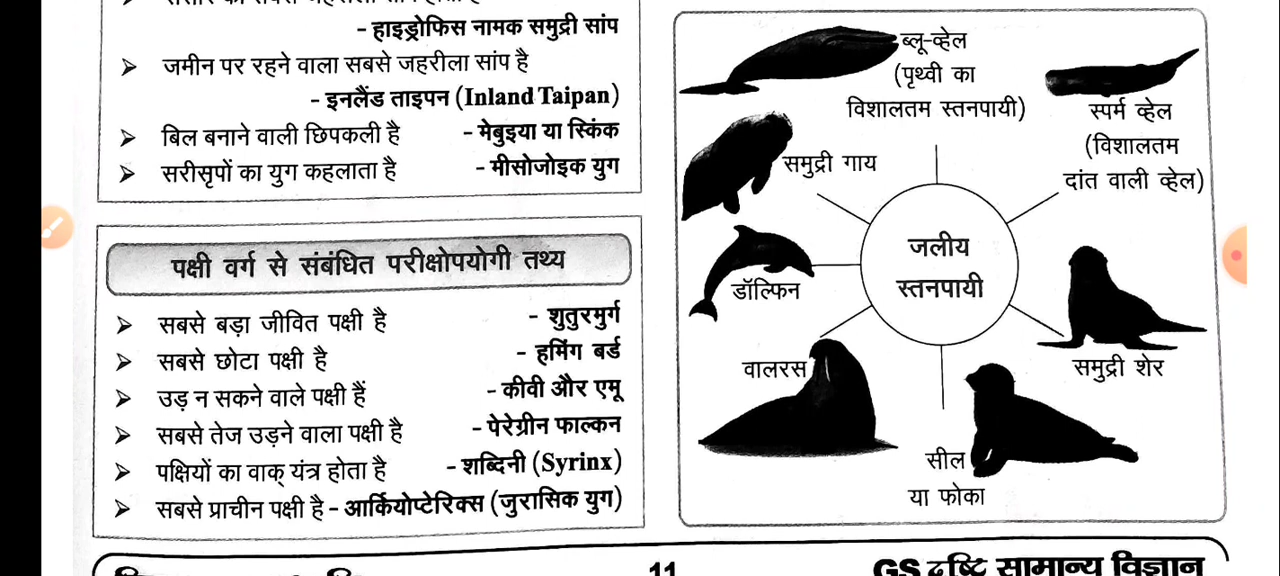 - हाइड्रोफिस नामक समुद्री सांप
➤ जमीन पर रहने वाला सबसे जहरीला सांप है
- इनलैंड ताइपन (Inland Taipan)
➤ बिल बनाने वाली छिपकली है - मेबुइया या स्किंक
➤ सरीसृपों का युग कहलाता है - मीसोजोइक युग
पक्षी वर्ग से संबंधित परीक्षोपयोगी तथ्य
➤ सबसे बड़ा जीवित पक्षी है - शुतुरमुर्ग
➤ सबसे छोटा पक्षी है - हमिंग बर्ड
➤ उड़ न सकने वाले पक्षी हैं - कीवी और एमू
➤ सबसे तेज उड़ने वाला पक्षी है - पेरेग्रीन फाल्कन
➤ पक्षियों का वाक् यंत्र होता है - शब्दिनी (Syrinx)
➤ सबसे प्राचीन पक्षी है - आर्कियोप्टेरिक्स (जुरासिक युग)
ब्लू-व्हेल
(पृथ्वी का
विशालतम स्तनपायी)
स्पर्म व्हेल
(विशालतम
दांत वाली व्हेल)
समुद्री गाय
जलीय
स्तनपायी
डॉल्फिन
वालरस
समुद्री शेर
सील
या फोका
11
GS दृष्टि सामान्य विज्ञान